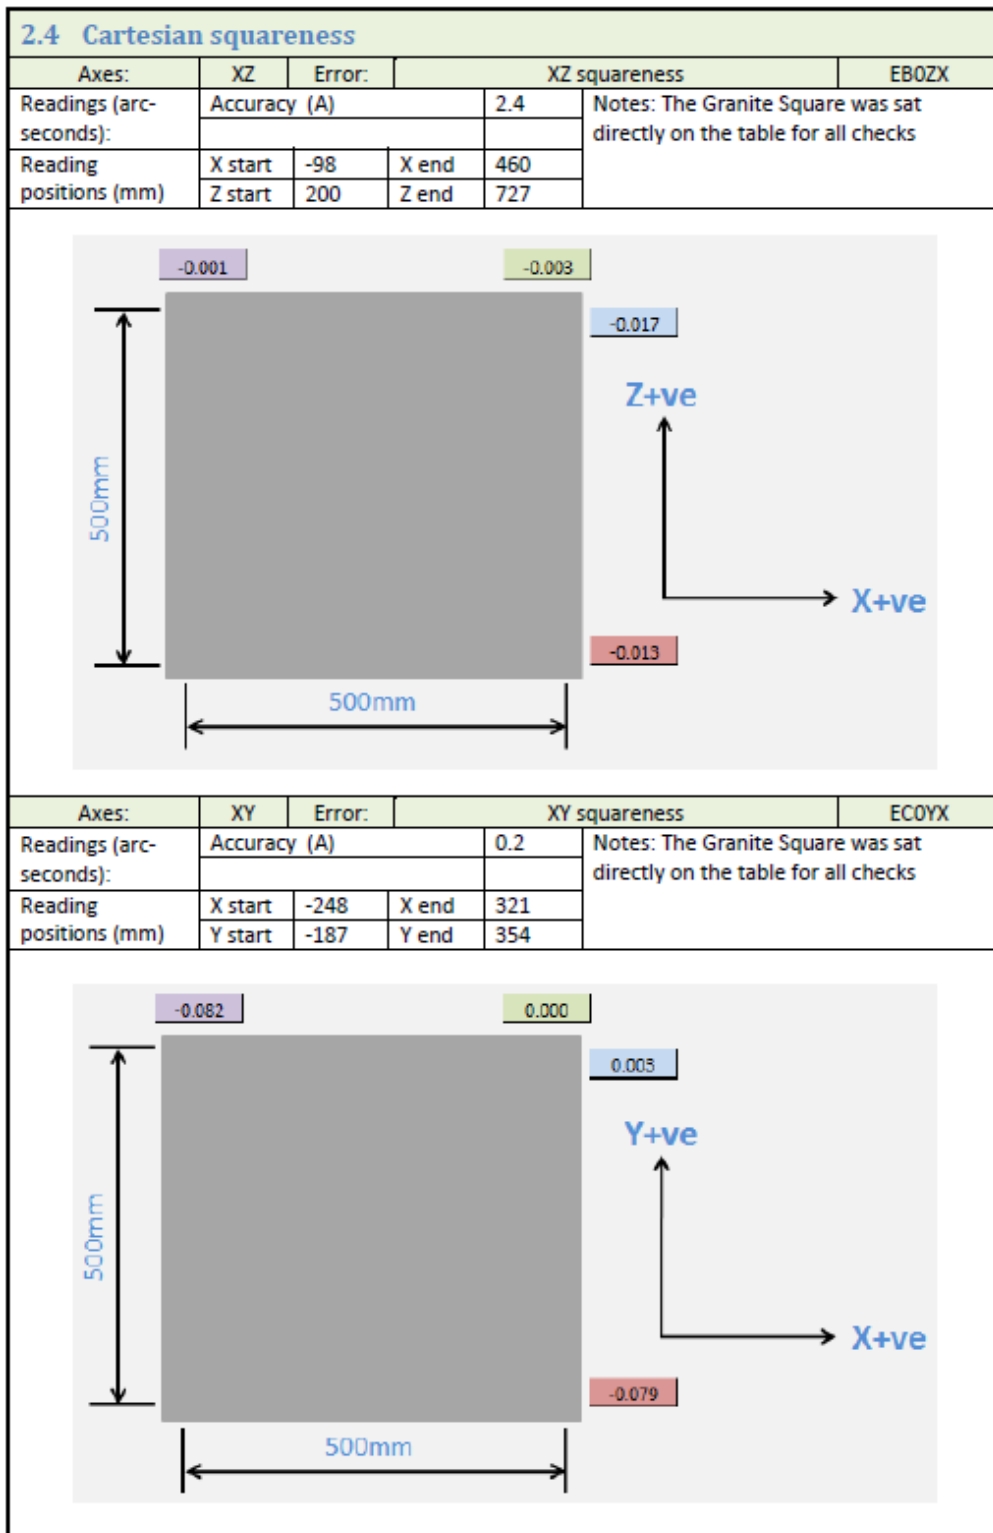 2.4 Cartesian squareness
Axes: XZ Error: XZ squareness EB0ZX
Readings (arc-seconds): Accuracy (A) 2.4 Notes: The Granite Square was sat directly on the table for all checks
Reading positions (mm) X start -98 X end 460
Z start 200 Z end 727
-0.001 -0.003
-0.017
Z+ve
500mm
X+ve
-0.013
500mm
Axes: XY Error: XY squareness EC0YX
Readings (arc-seconds): Accuracy (A) 0.2 Notes: The Granite Square was sat directly on the table for all checks
Reading positions (mm) X start -248 X end 321
Y start -187 Y end 354
-0.082 0.000
0.003
Y+ve
500mm
X+ve
-0.079
500mm